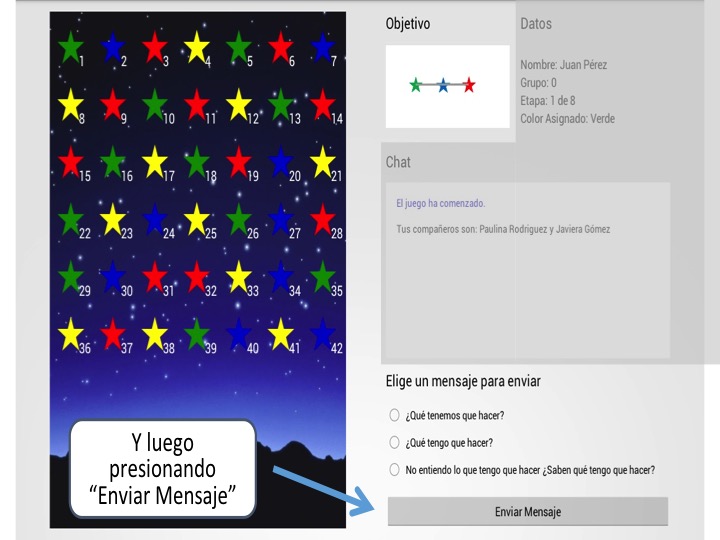 1 2 3 4 5 6 7
8 9 10 11 12 13 14
15 16 17 18 19 20 21
22 23 24 25 26 27 28
29 30 31 32 33 34 35
36 37 38 39 40 41 42
Y luego
presionando
“Enviar Mensaje”
Objetivo
Datos
Nombre: Juan Pérez
Grupo: 0
Etapa: 1 de 8
Color Asignado: Verde
Chat
El juego ha comenzado.
Tus compañeros son: Paulina Rodriguez y Javiera Gómez
Elige un mensaje para enviar
¿Qué tenemos que hacer?
¿Qué tengo que hacer?
No entiendo lo que tengo que hacer ¿Saben qué tengo que hacer?
Enviar Mensaje